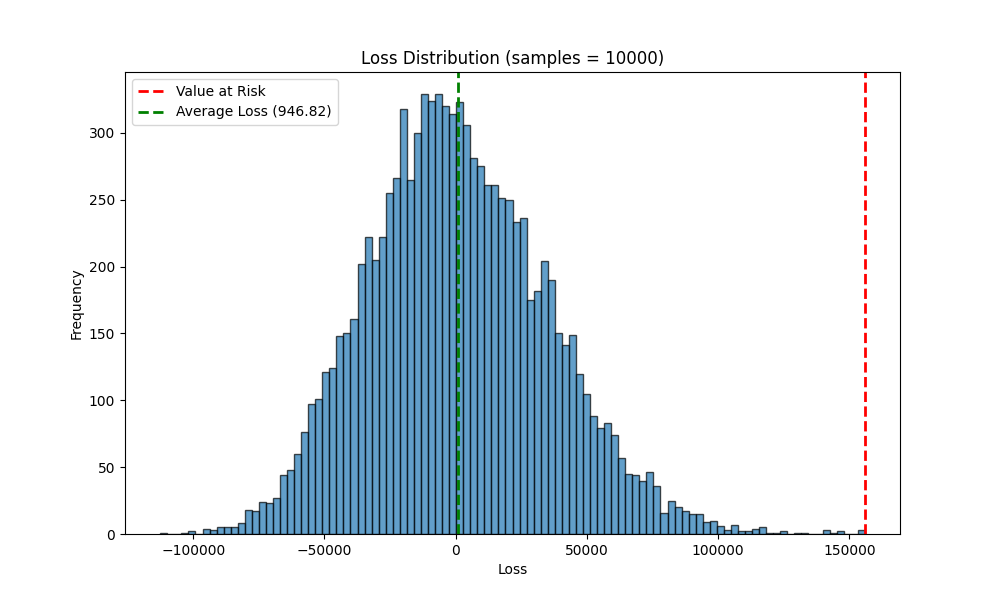 Loss Distribution (samples = 10000)
Value at Risk
Average Loss (946.82)
300
250
200
150
100
50
0
Frequency
−100000
−50000
0
50000
100000
150000
Loss